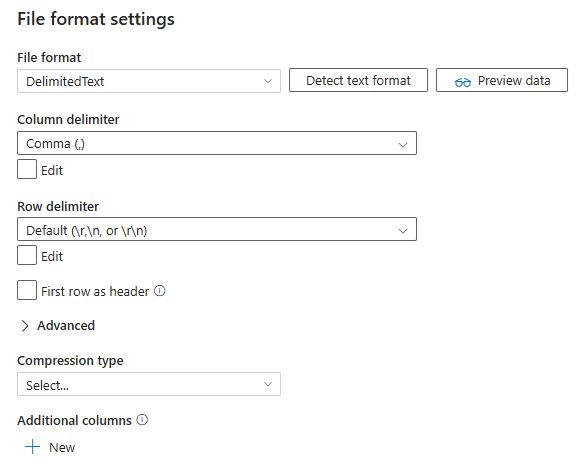 File format settings
File format
DelimitedText
Detect text format
Preview data
Column delimiter
Comma (,)
Edit
Row delimiter
Default (\r,\n, or \r\n)
Edit
First row as header
Advanced
Compression type
Select...
Additional columns
New